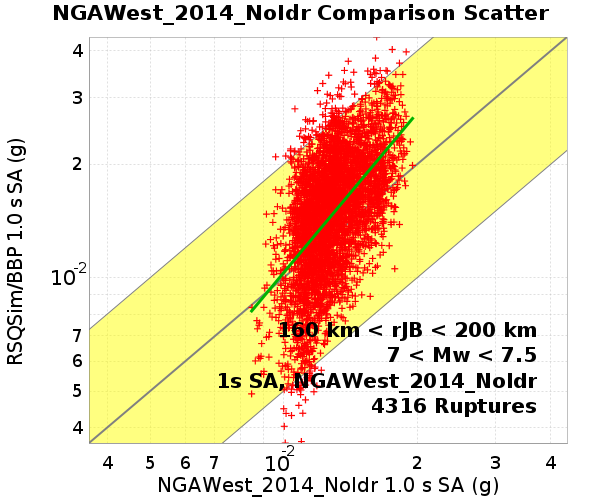 NGAWest_2014_NoIdr Comparison Scatter
RSQSim/BBP 1.0 s SA (g)
4
3
2
10-2
7
6
5
4
160 km < rJB < 200 km
7 < Mw < 7.5
1s SA, NGAWest_2014_NoIdr
4316 Ruptures
4 5 6 7 10-2 2 3 4
NGAWest_2014_NoIdr 1.0 s SA (g)